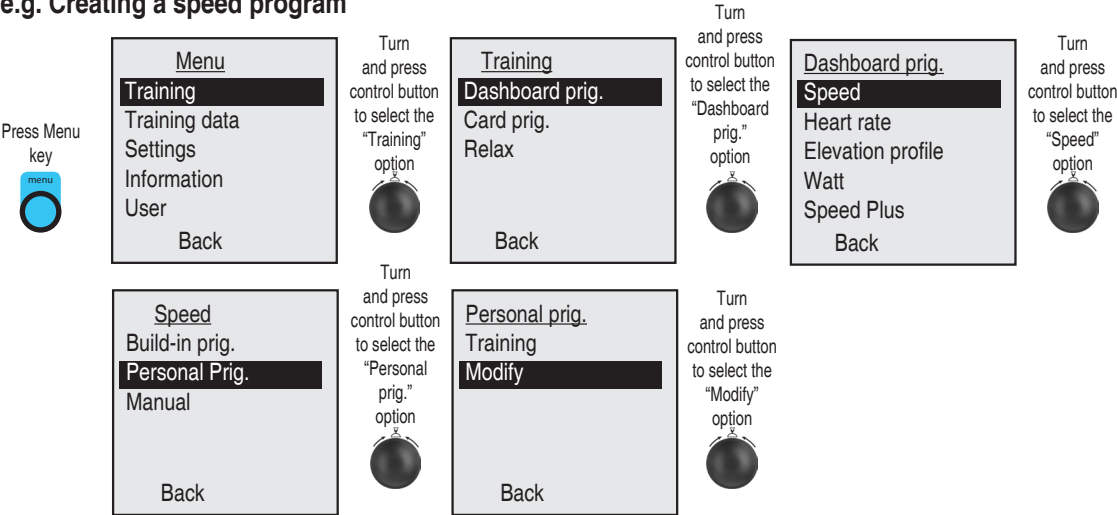 e.g. Creating a speed program
Press Menu
key
menu
Menu
Training
Training data
Settings
Information
User
Back
Turn
and press
control button
to select the
“Training”
option
Training
Dashboard prig.
Card prig.
Relax
Back
Turn
and press
control button
to select the
“Dashboard
prig.”
option
Dashboard prig.
Speed
Heart rate
Elevation profile
Watt
Speed Plus
Back
Turn
and press
control button
to select the
“Speed”
option
Speed
Build-in prig.
Personal Prig.
Manual
Back
Turn
and press
control button
to select the
“Personal
prig.”
option
Personal prig.
Training
Modify
Back
Turn
and press
control button
to select the
“Modify”
option